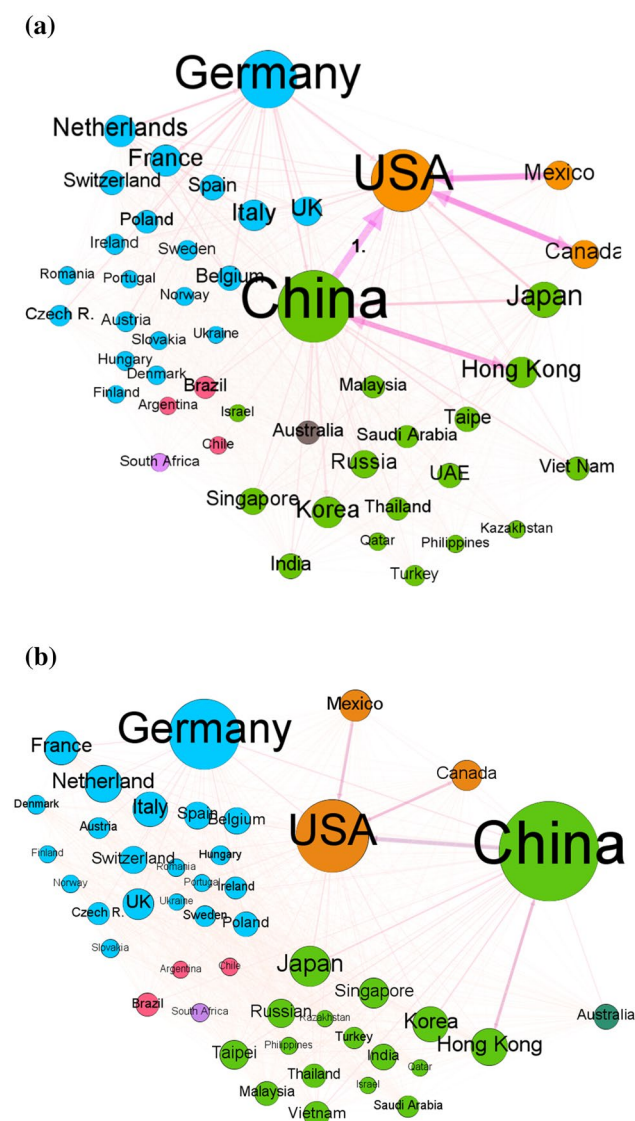 (a)
Germany
Netherlands
France
USA
Mexico
Switzerland
Spain
Italy
UK
Poland
Canada
Ireland
Sweden
1.
Romania
Portugal
Belgium
Norway
China
Japan
Czech R.
Austria
Slovakia
Ukraine
Hungary
Denmark
Hong Kong
Finland
Brazil
Malaysia
Argentina
Israel
Taipe
Australia
Saudi Arabia
Chile
South Africa
Russia
UAE
Viet Nam
Singapore
Korea
Thailand
Kazakhstan
Qatar
Philippines
India
Turkey
(b)
Mexico
Germany
France
Canada
Netherland
Denmark
Italy
Spain
Belgium
USA
China
Austria
Finland
Switzerland
Hungary
Romania
Norway
Portugal
Ireland
UK
Ukraine
Czech R.
Sweden
Poland
Slovakia
Argentina
Chile
Japan
Singapore
Brazil
South Africa
Russian
Kazakhstan
Korea
Australia
Turkey
Hong Kong
Taipei
Philippines
India
Qatar
Thailand
Malaysia
Israel
Vietnam
Saudi Arabia